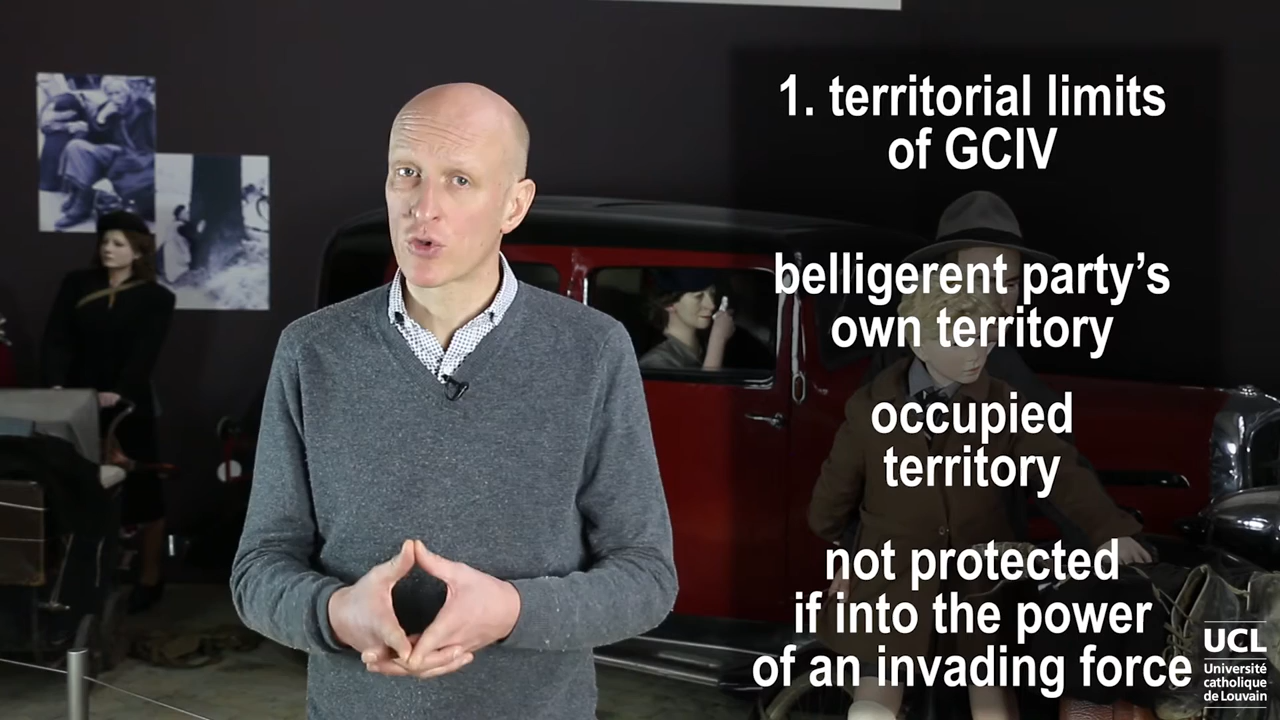 1. territorial limits
of GCIV
belligerent party's
own territory
occupied
territory
not protected
if into the power
of an invading force
UCL
Université
catholique
de Louvain